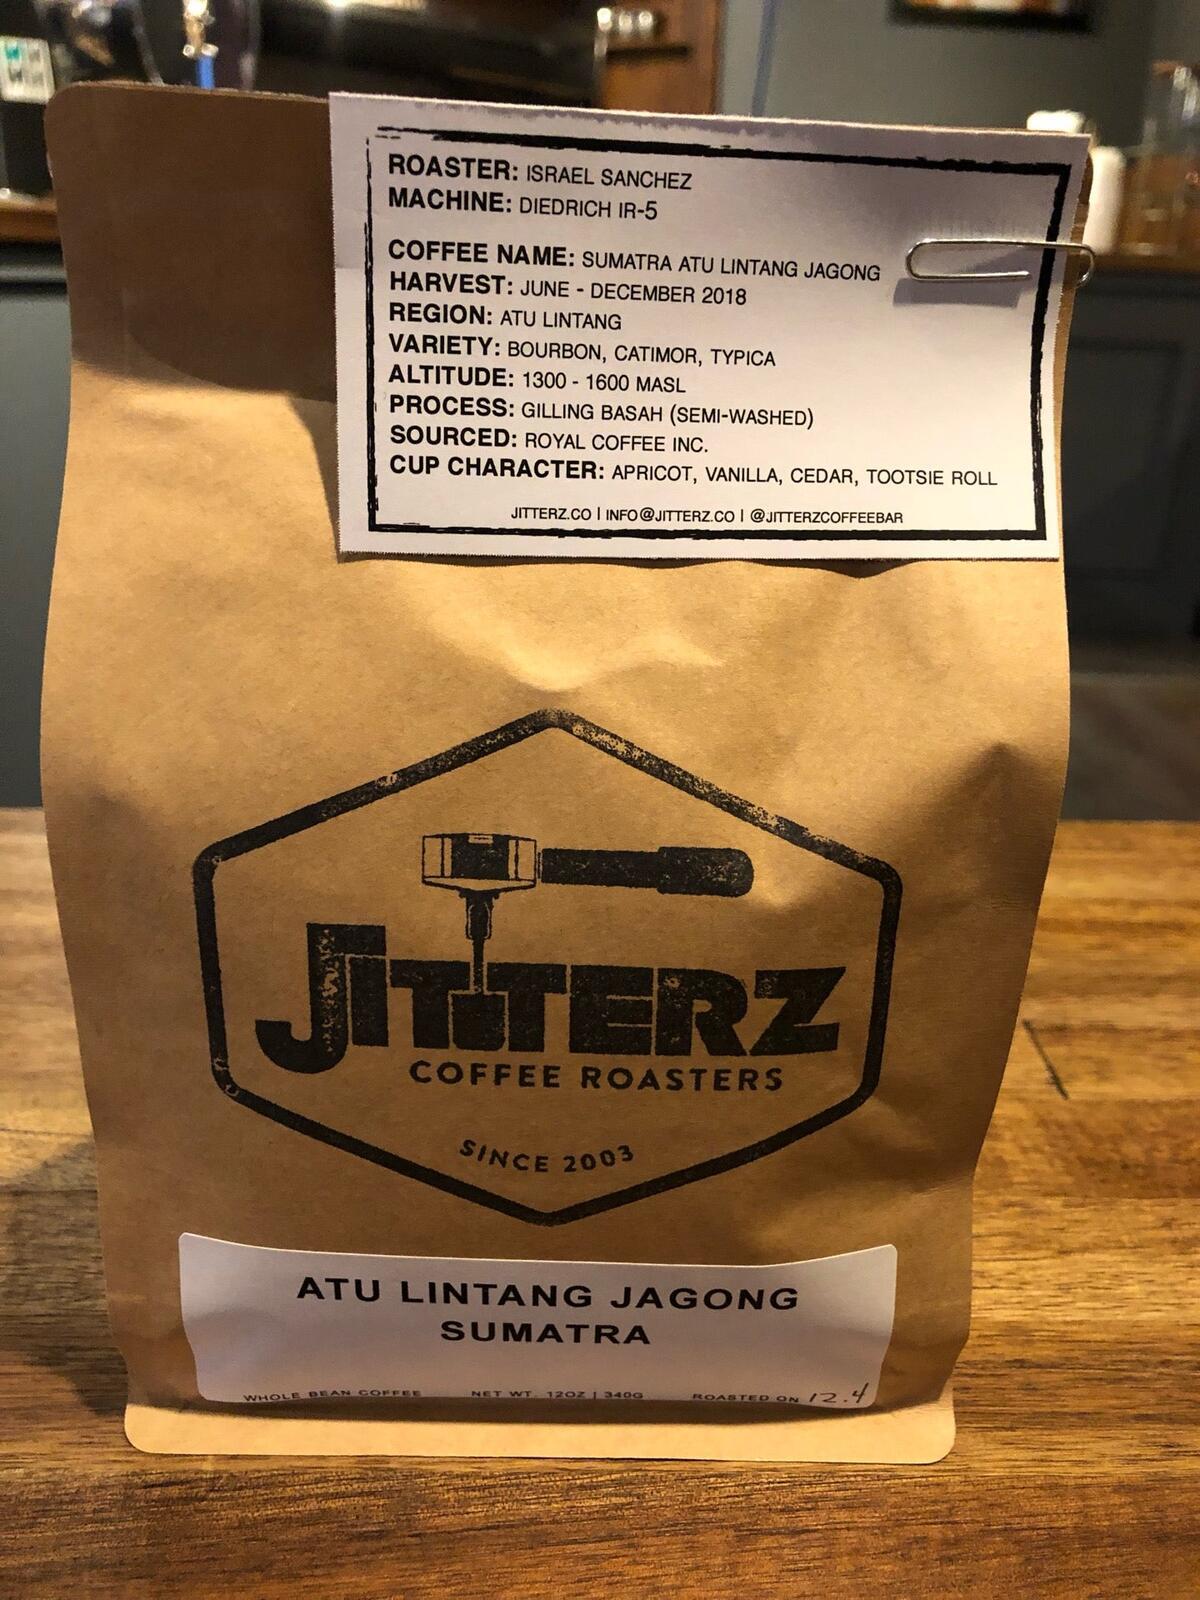 ROASTER: ISRAEL SANCHEZ
MACHINE: DIEDRICH IR-5
COFFEE NAME: SUMATRA ATU LINTANG JAGONG
HARVEST: JUNE - DECEMBER 2018
REGION: ATU LINTANG
VARIETY: BOURBON, CATIMOR, TYPICA
ALTITUDE: 1300 - 1600 MASL
PROCESS: GILLING BASAH (SEMI-WASHED)
SOURCED: ROYAL COFFEE INC.
CUP CHARACTER: APRICOT, VANILLA, CEDAR, TOOTSIE ROLL
JITTERZ.CO | INFO@JITTERZ.CO | @JITTERZCOFFEEBAR
JITTERZ
COFFEE ROASTERS
SINCE 2003
ATU LINTANG JAGONG
SUMATRA
WHOLE BEAN COFFEE NET WT. 12OZ | 340G ROASTED ON 12.4